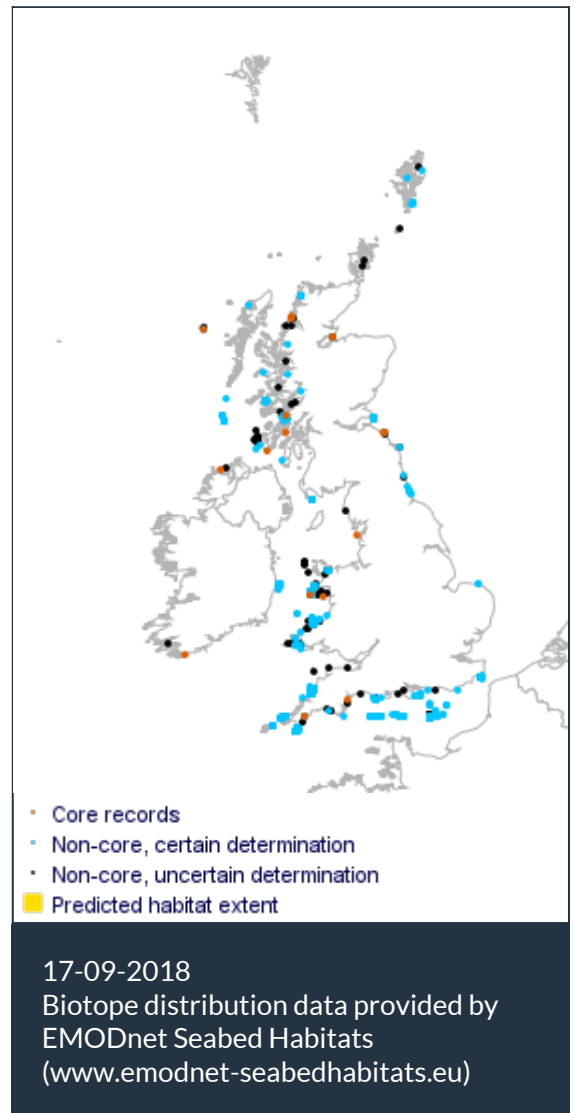 Core records
Non-core, certain determination
Non-core, uncertain determination
Predicted habitat extent
17-09-2018
Biotope distribution data provided by
EMODnet Seabed Habitats
(www.emodnet-seabedhabitats.eu)